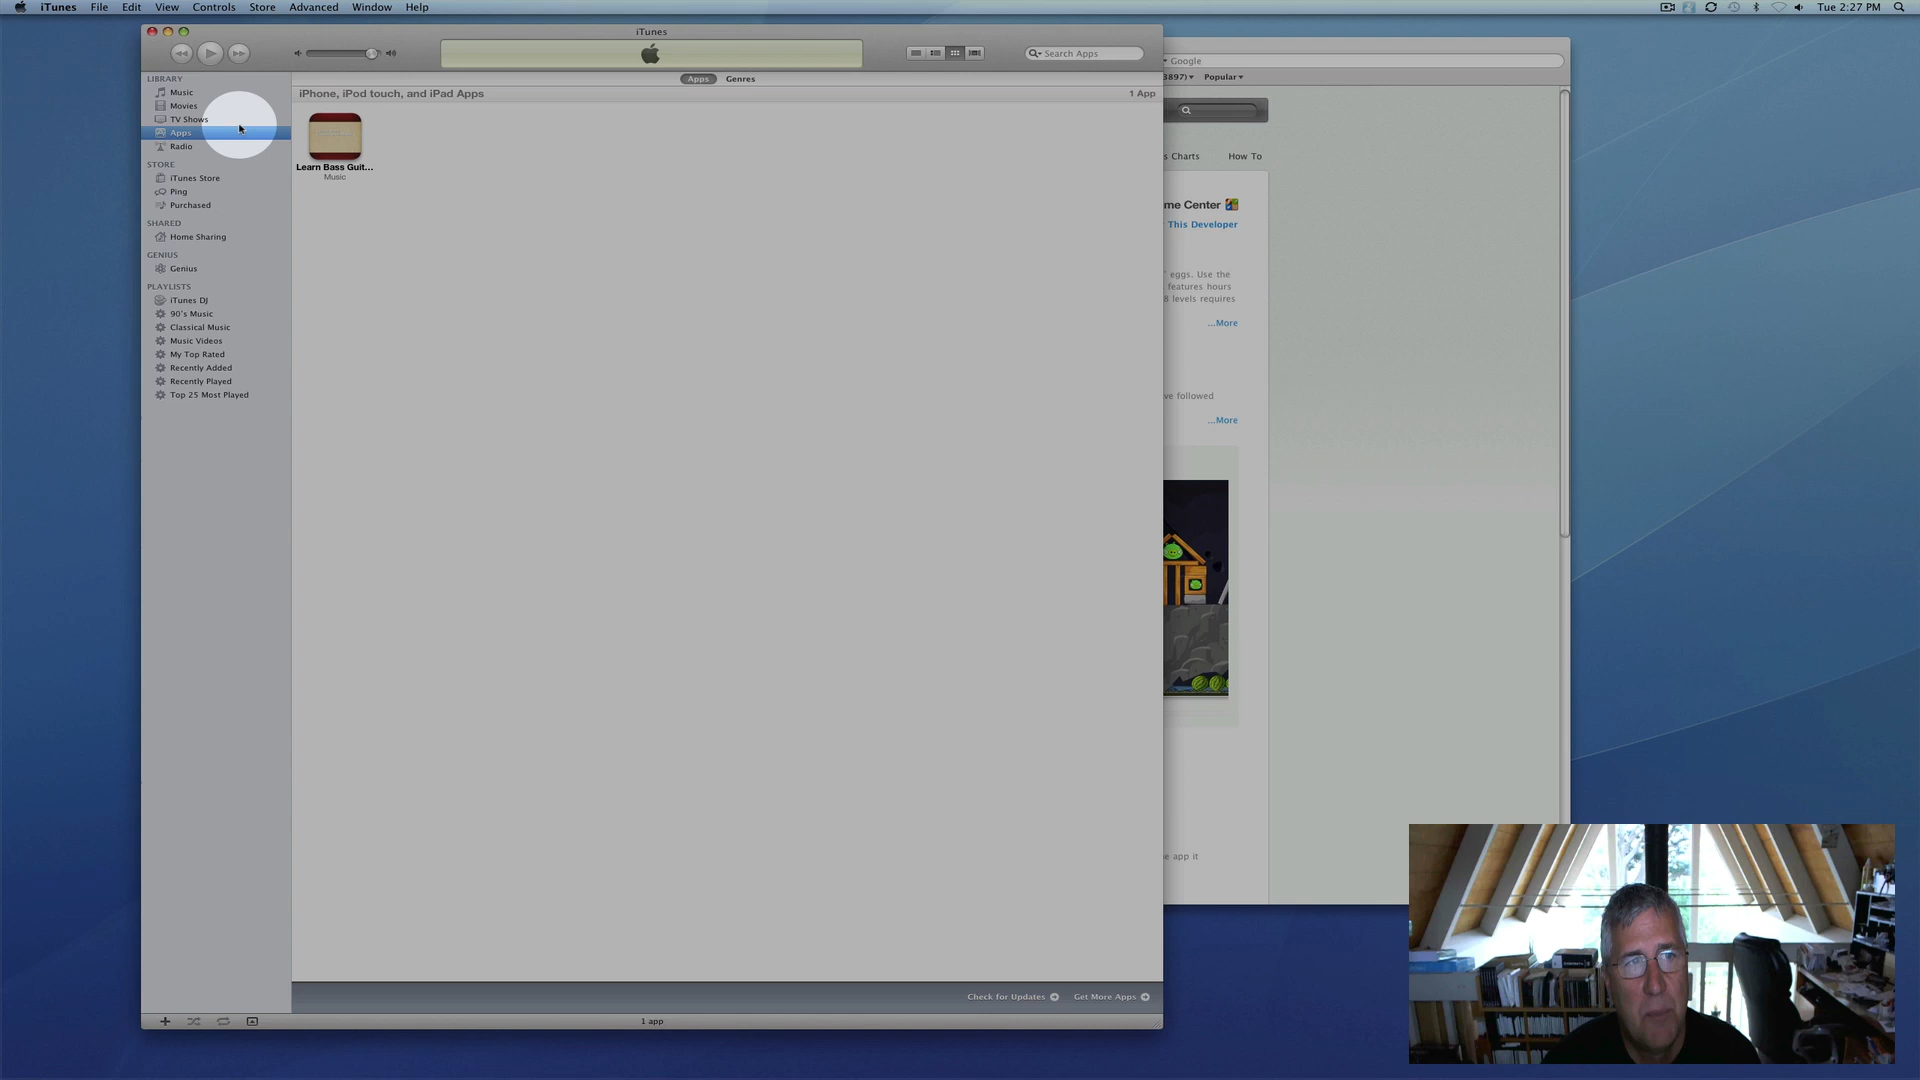 iTunes File Edit View Controls Store Advanced Window Help
Tue 2:27 PM
iTunes
Search Apps
Google
3897) Popular
LIBRARY
Music
Movies
TV Shows
Apps
Radio
STORE
iTunes Store
Ping
Purchased
SHARED
Home Sharing
GENIUS
Genius
PLAYLISTS
iTunes DJ
90's Music
Classical Music
Music Videos
My Top Rated
Recently Added
Recently Played
Top 25 Most Played
Apps Genres
iPhone, iPod touch, and iPad Apps 1 App
Learn Bass Guit...
Music
s Charts How To
me Center
This Developer
eggs. Use the
features hours
8 levels requires
...More
ve followed
...More
e app it
Check for Updates Get More Apps
1 app